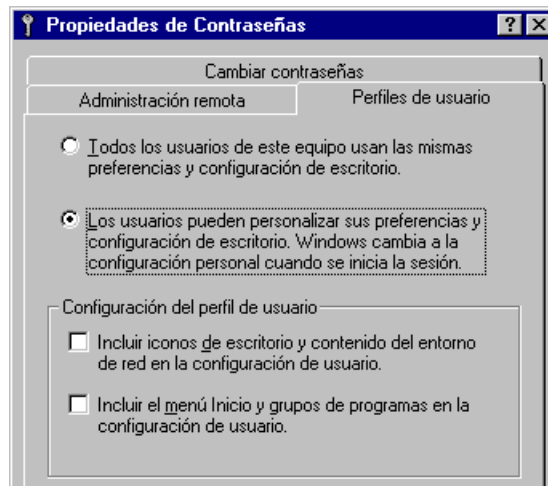 Propiedades de Contraseñas
Cambiar contraseñas
Administración remota
Perfiles de usuario
Todos los usuarios de este equipo usan las mismas
preferencias y configuración de escritorio.
Los usuarios pueden personalizar sus preferencias y
configuración de escritorio. Windows cambia a la
configuración personal cuando se inicia la sesión.
Configuración del perfil de usuario
Incluir iconos de escritorio y contenido del entorno
de red en la configuración de usuario.
Incluir el menú Inicio y grupos de programas en la
configuración de usuario.